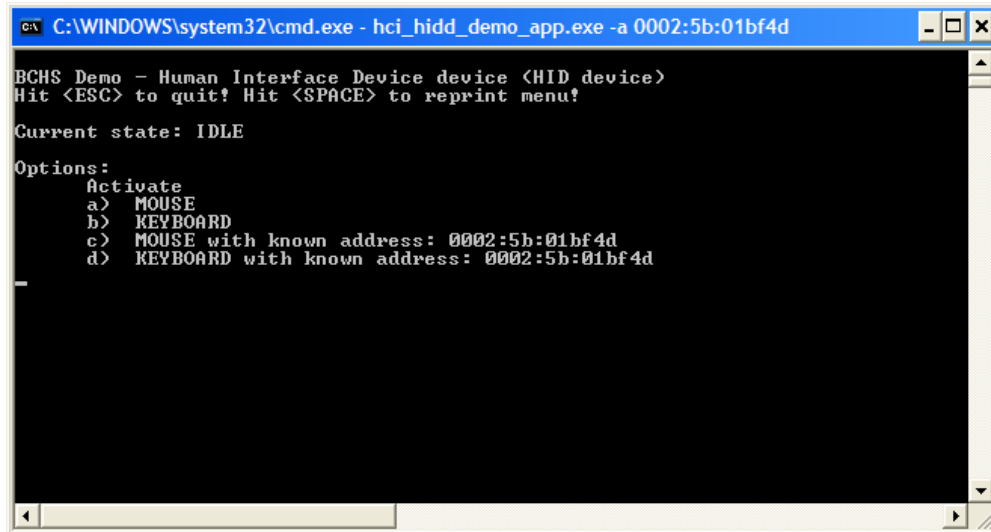 C:\WINDOWS\system32\cmd.exe - hci_hidd_demo_app.exe -a 0002:5b:01bf4d
BCHS Demo - Human Interface Device device (HID device)
Hit <ESC> to quit! Hit <SPACE> to reprint menu!
Current state: IDLE
Options:
Activate
a) MOUSE
b) KEYBOARD
c) MOUSE with known address: 0002:5b:01bf4d
d) KEYBOARD with known address: 0002:5b:01bf4d